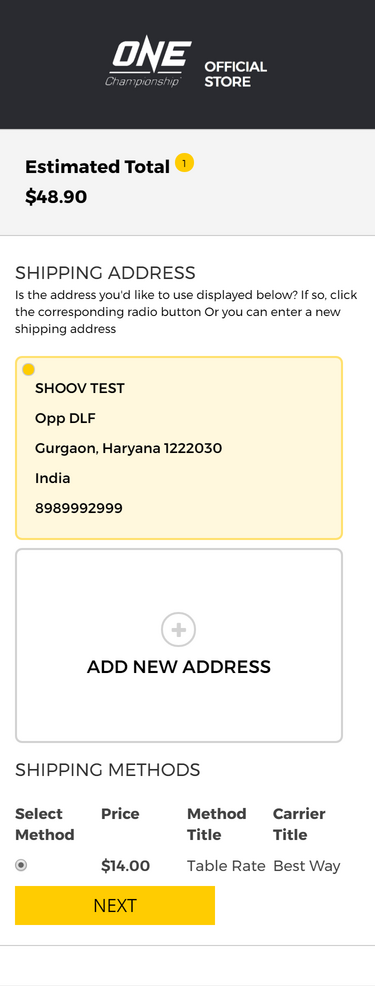 ONE
Championship
OFFICIAL
STORE
Estimated Total 1
$48.90
SHIPPING ADDRESS
Is the address you'd like to use displayed below? If so, click
the corresponding radio button Or you can enter a new
shipping address
SHOOV TEST
Opp DLF
Gurgaon, Haryana 1222030
India
8989992999
ADD NEW ADDRESS
SHIPPING METHODS
Select Method Price Method Title Carrier Title
$14.00 Table Rate Best Way
NEXT